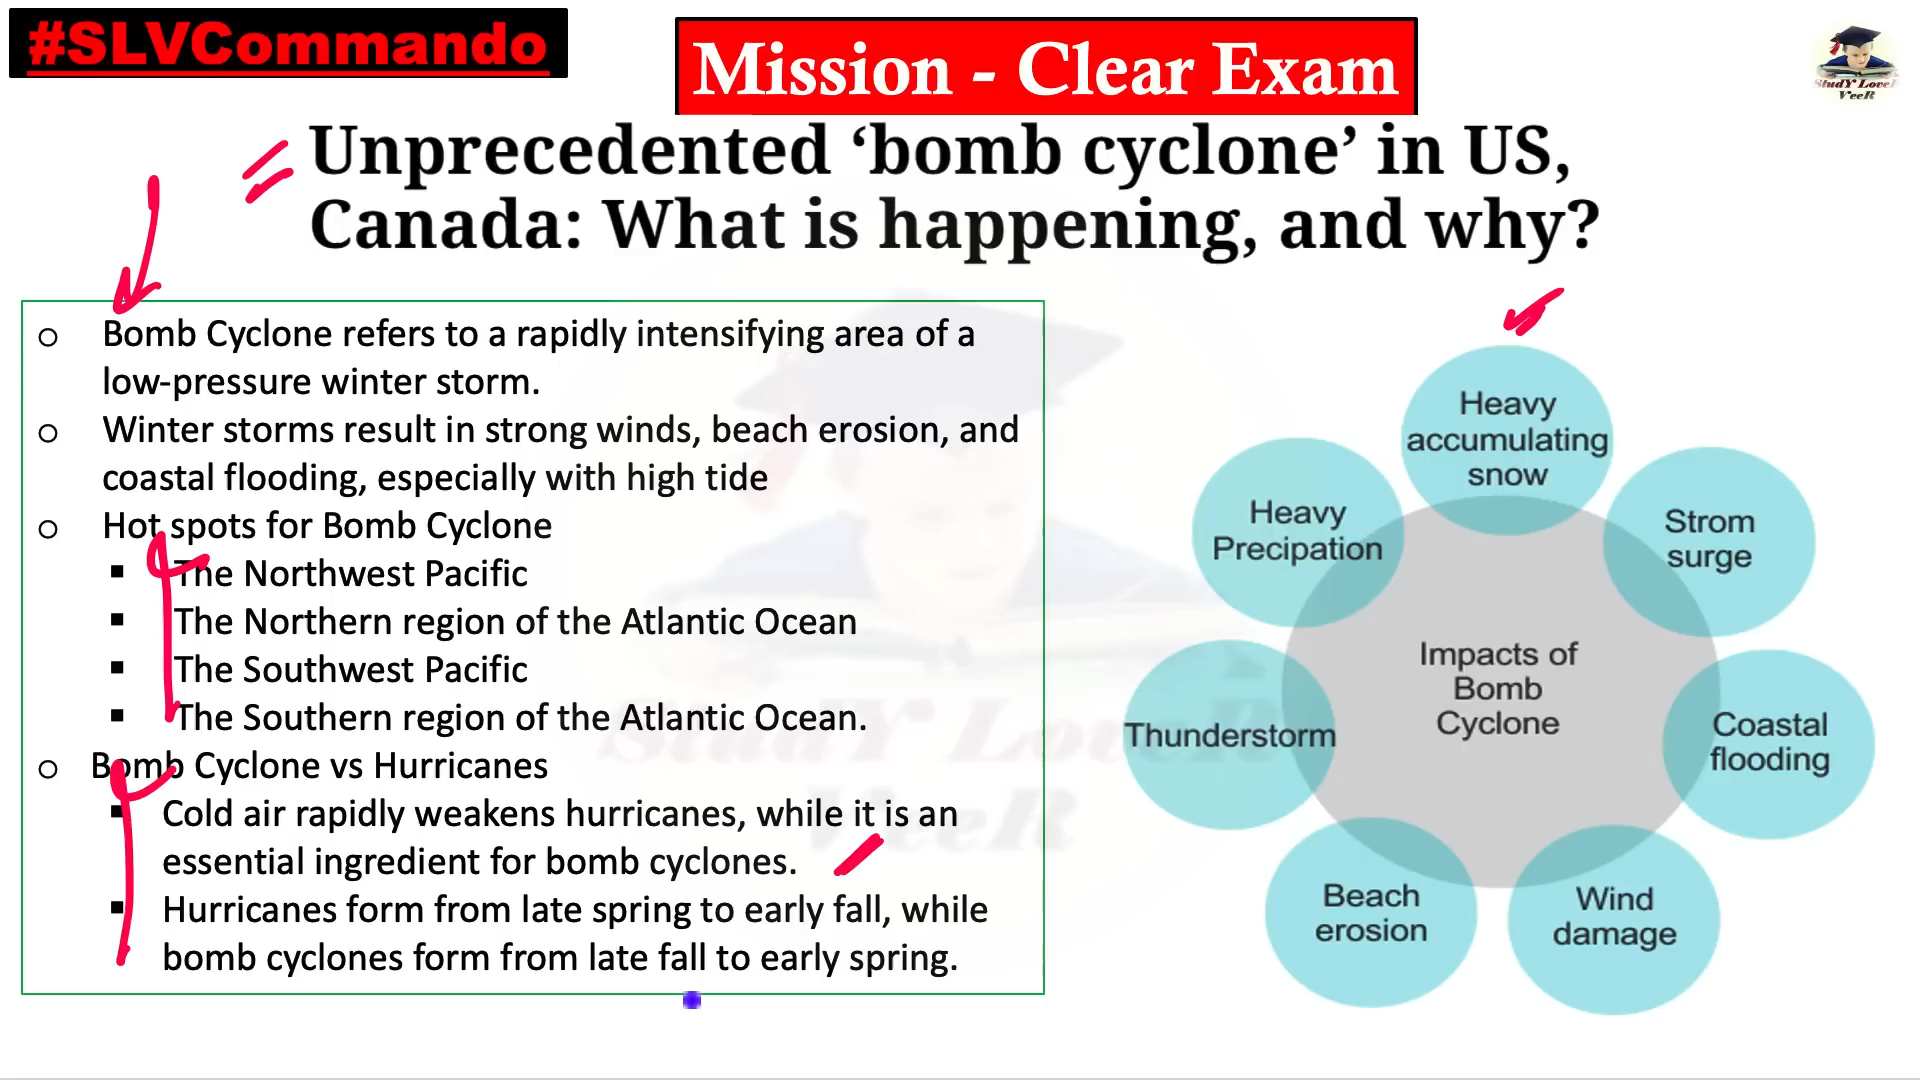 #SLVCommando
Mission - Clear Exam
StudY LoveR
VeeR
Unprecedented ‘bomb cyclone’ in US,
Canada: What is happening, and why?
Bomb Cyclone refers to a rapidly intensifying area of a
low-pressure winter storm.
Winter storms result in strong winds, beach erosion, and
coastal flooding, especially with high tide
Hot spots for Bomb Cyclone
The Northwest Pacific
The Northern region of the Atlantic Ocean
The Southwest Pacific
The Southern region of the Atlantic Ocean.
Bomb Cyclone vs Hurricanes
Cold air rapidly weakens hurricanes, while it is an
essential ingredient for bomb cyclones.
Hurricanes form from late spring to early fall, while
bomb cyclones form from late fall to early spring.
StudY LoveR
VeeR
Heavy
accumulating
snow
Heavy
Precipation
Strom
surge
Impacts of
Bomb
Cyclone
Thunderstorm
Coastal
flooding
Beach
erosion
Wind
damage